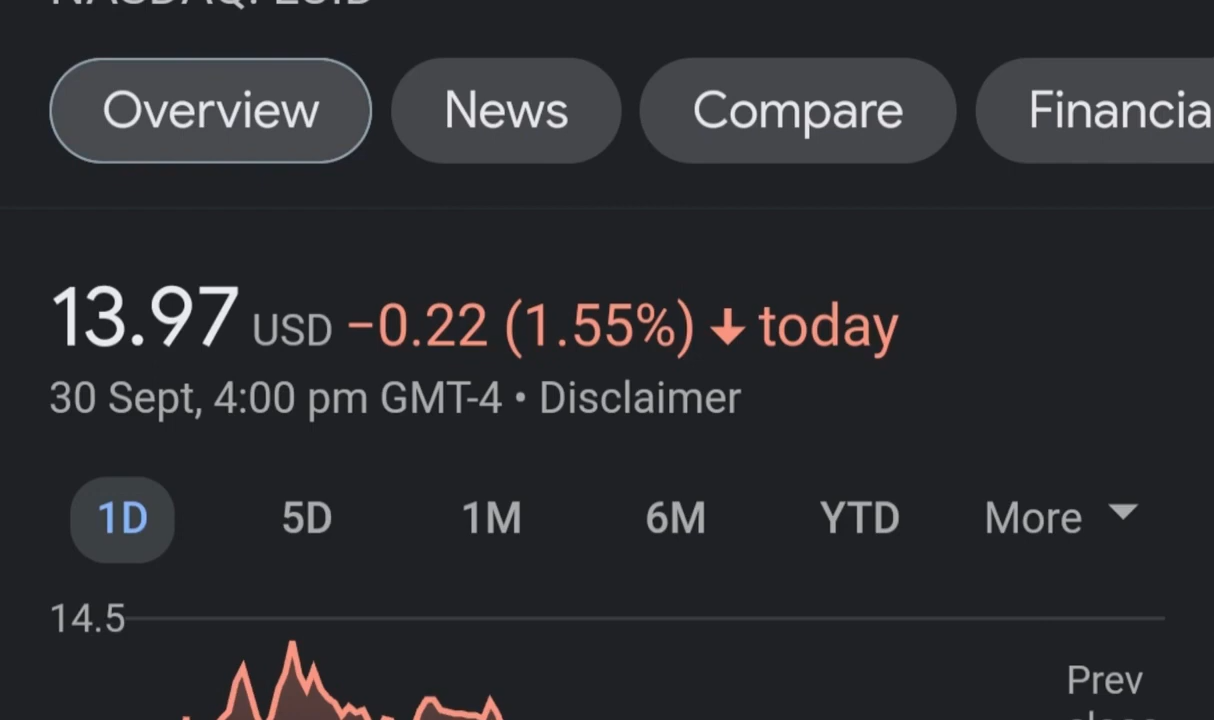 Overview News Compare Financia
13.97 USD −0.22 (1.55%) ↓ today
30 Sept, 4:00 pm GMT-4 • Disclaimer
1D 5D 1M 6M YTD More
14.5
Prev